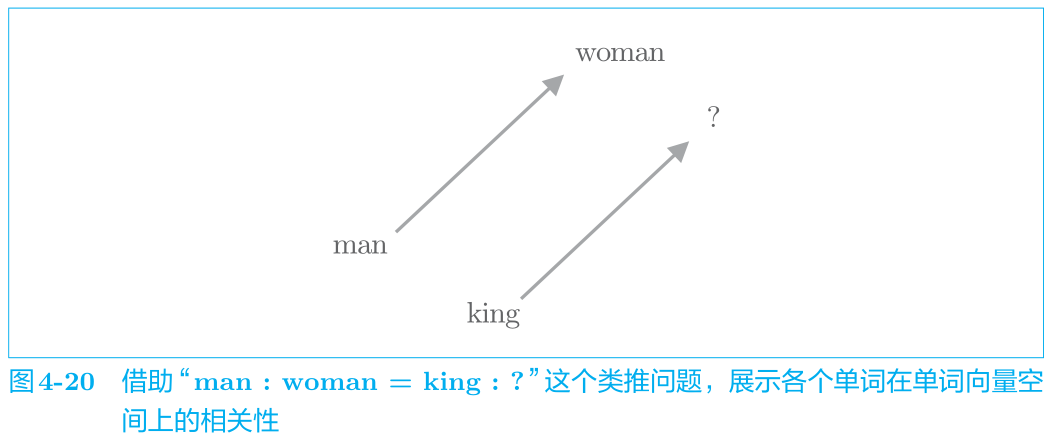 woman
?
man
king
图4-20 借助“man : woman = king : ?”这个类推问题，展示各个单词在单词向量空
间上的相关性